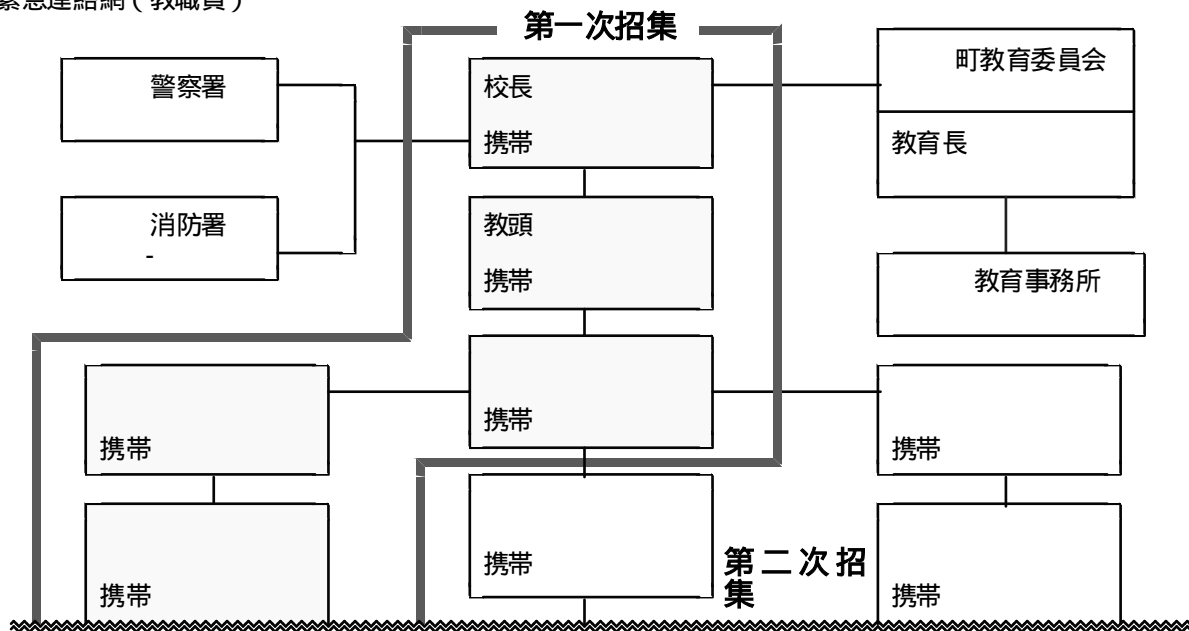 緊急連絡網（教職員）
第一次招集
警察署
校長
携帯
町教育委員会
教育長
消防署
-
教頭
携帯
教育事務所
携帯
携帯
携帯
携帯
携帯
第二次招
集
携帯